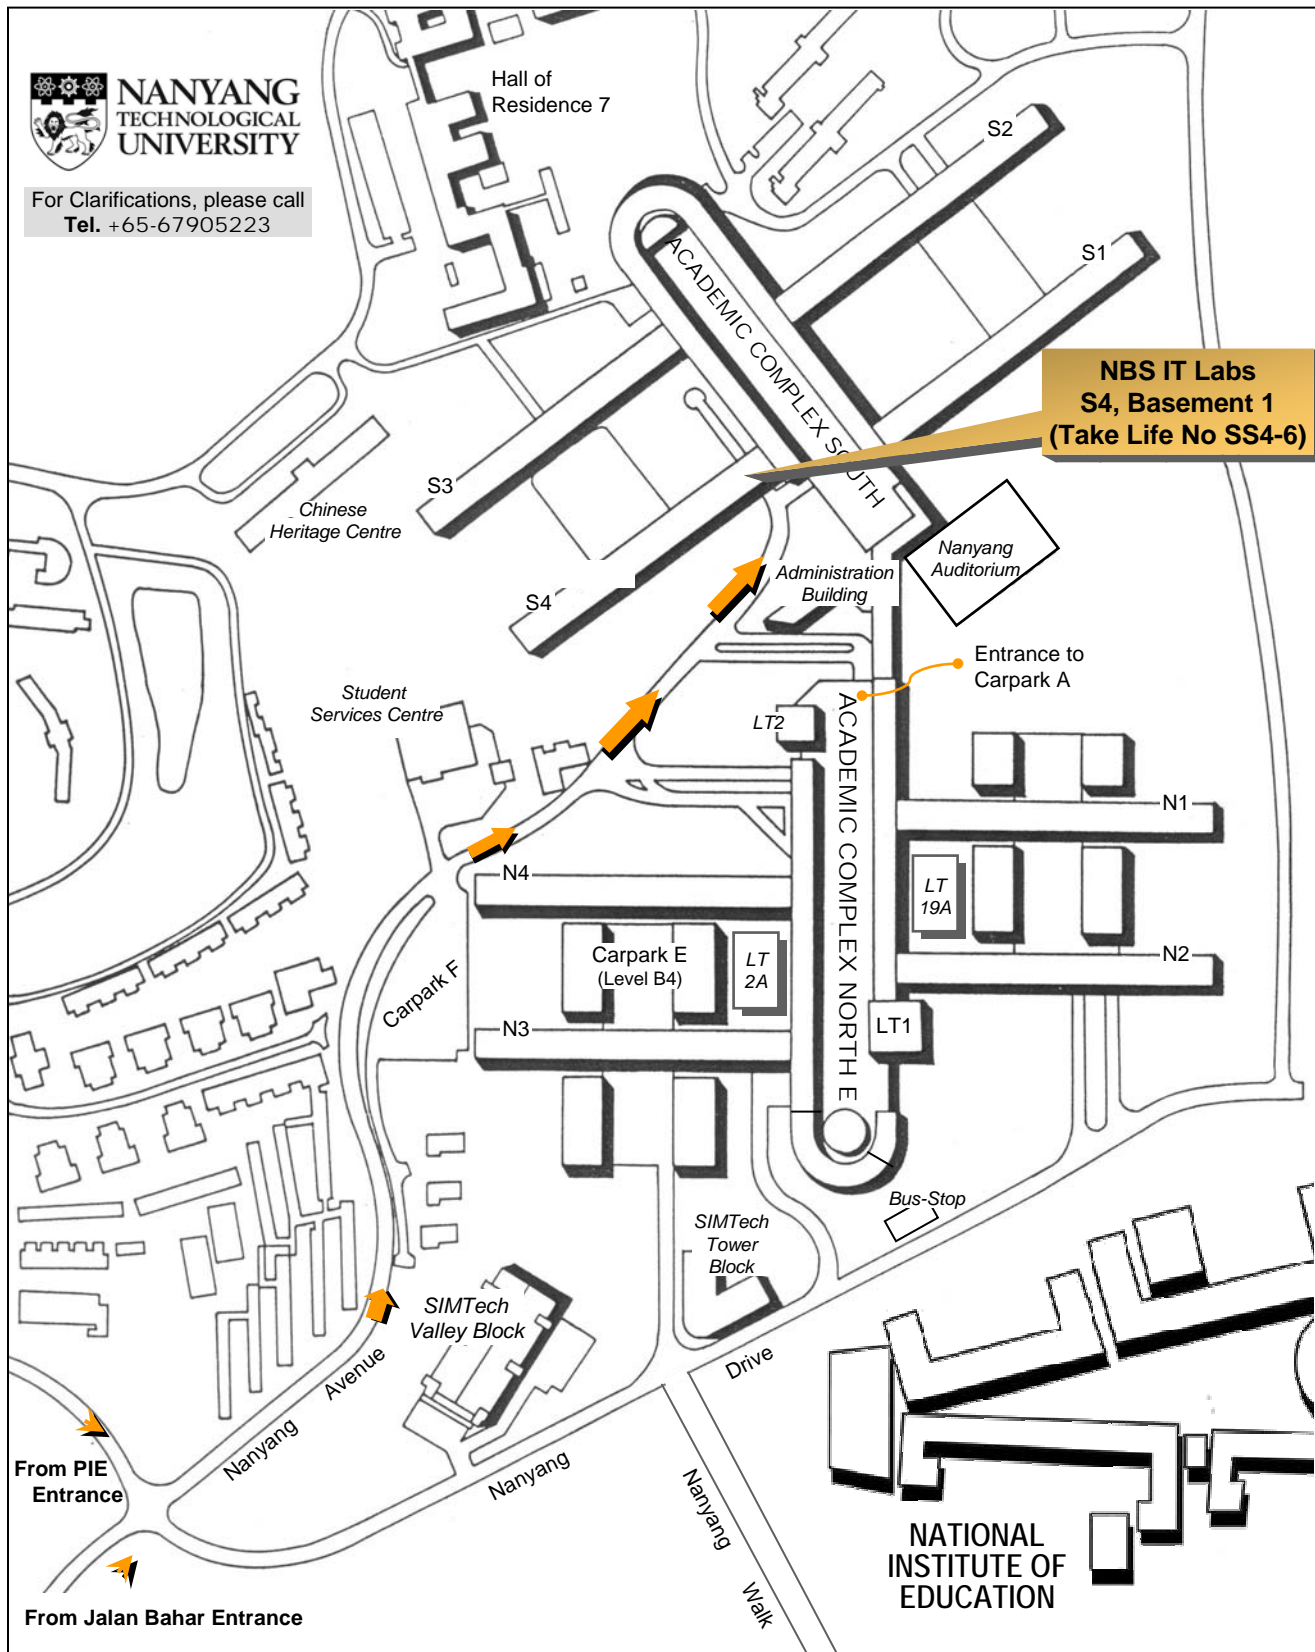 NANYANG
TECHNOLOGICAL
UNIVERSITY
For Clarifications, please call
Tel. +65-67905223
Hall of
Residence 7
S2
S1
ACADEMIC COMPLEX SOUTH
NBS IT Labs
S4, Basement 1
(Take Life No SS4-6)
S3
Chinese
Heritage Centre
Nanyang
Auditorium
Administration
Building
S4
Entrance to
Carpark A
Student
Services Centre
LT2
ACADEMIC COMPLEX NORTH E
N1
N4
LT
19A
Carpark E
(Level B4)
LT
2A
N2
Carpark F
N3
LT1
Bus-Stop
SIMTech
Tower
Block
SIMTech
Valley Block
Drive
Avenue
Nanyang
From PIE
Entrance
Nanyang
Nanyang
Walk
NATIONAL
INSTITUTE OF
EDUCATION
From Jalan Bahar Entrance